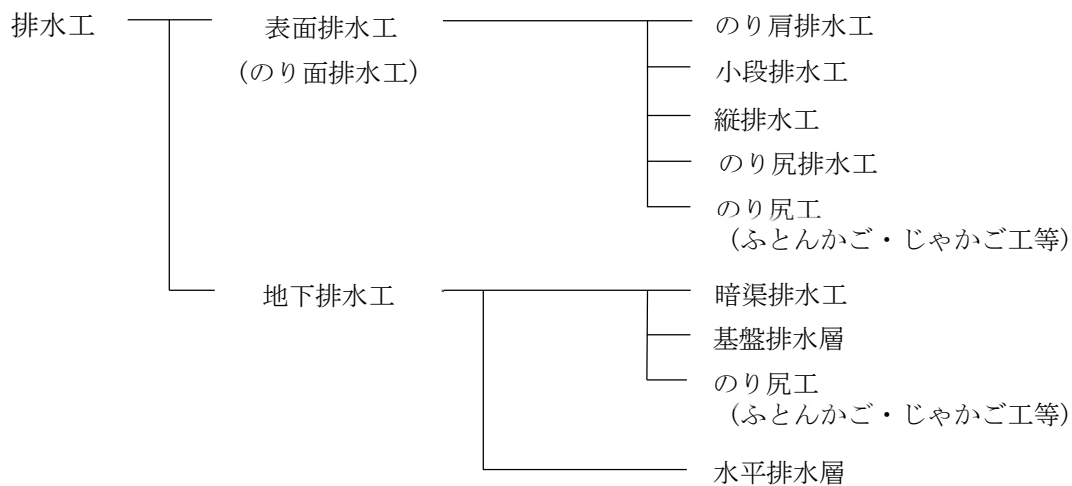 排水工
表面排水工
(のり面排水工)
のり肩排水工
小段排水工
縦排水工
のり尻排水工
のり尻工
(ふとんかご・じゃかご工等)
地下排水工
暗渠排水工
基盤排水層
のり尻工
(ふとんかご・じゃかご工等)
水平排水層